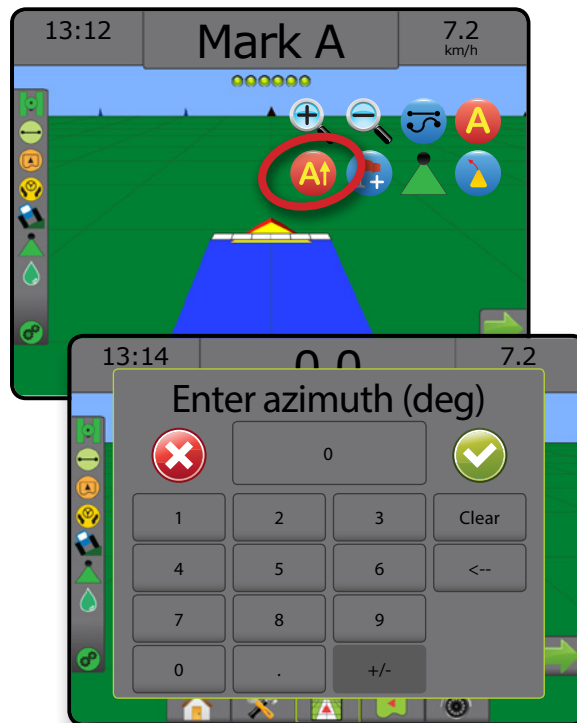 13:12 Mark A 7.2
km/h
A
A
13:14 0.0 7.2
Enter azimuth (deg)
0
1 2 3 Clear
4 5 6 <--
7 8 9
0 . +/-